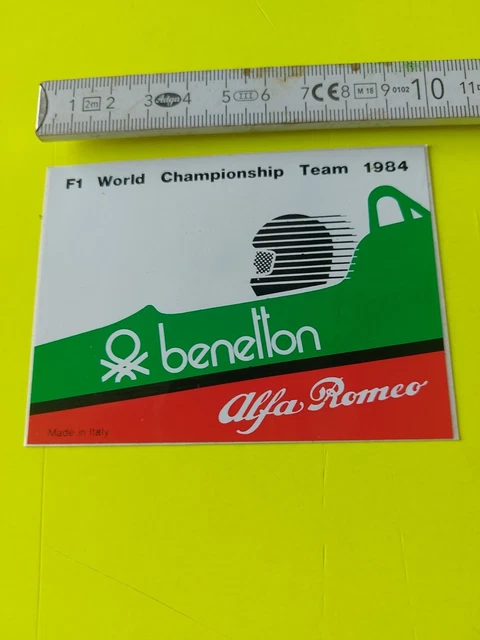 1 2m 2 3 Adga 4 5 6 7 CE 8 M 18 9 0102 10 11
F1 World Championship Team 1984
benetton
Alfa Romeo
Made in Italy